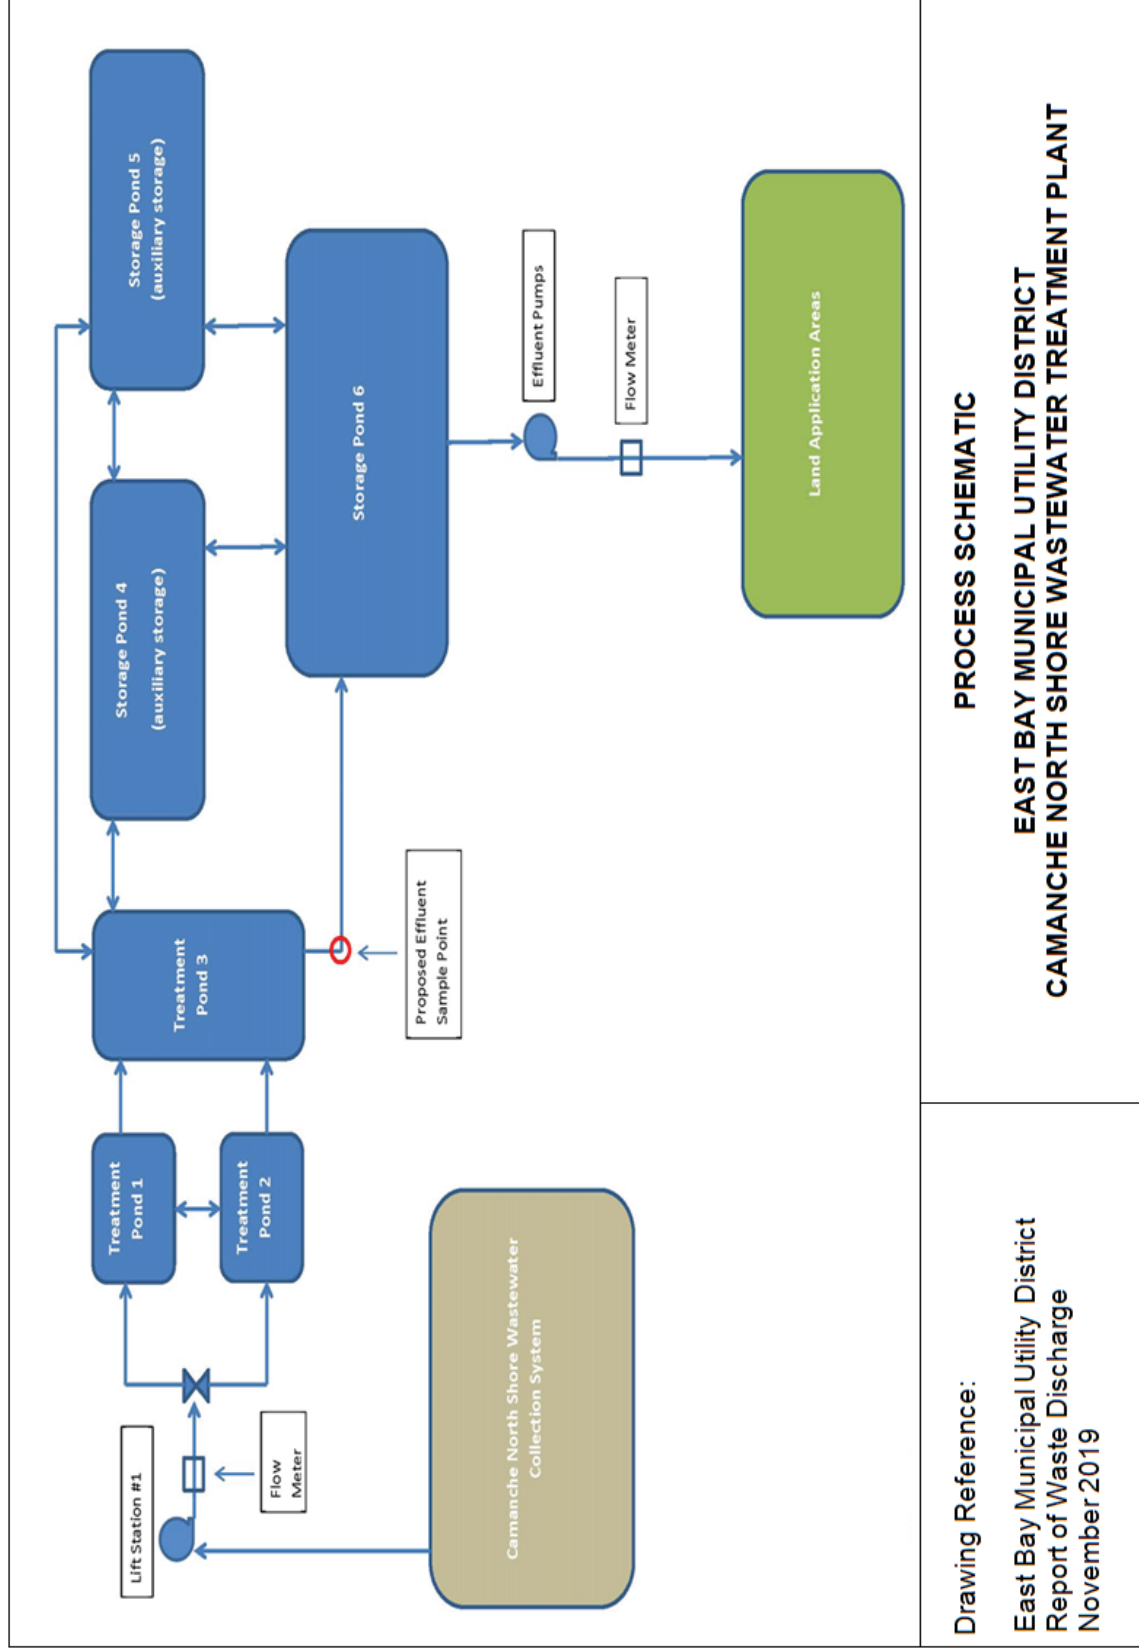 Lift Station #1
Flow
Meter
Treatment
Pond 1
Treatment
Pond 2
Treatment
Pond 3
Storage Pond 4
(auxiliary storage)
Storage Pond 5
(auxiliary storage)
Storage Pond 6
Proposed Effluent
Sample Point
Camanche North Shore Wastewater
Collection System
Effluent Pumps
Flow Meter
Land Application Areas
Drawing Reference:
East Bay Municipal Utility District
Report of Waste Discharge
November 2019
PROCESS SCHEMATIC
EAST BAY MUNICIPAL UTILITY DISTRICT
CAMANCHE NORTH SHORE WASTEWATER TREATMENT PLANT